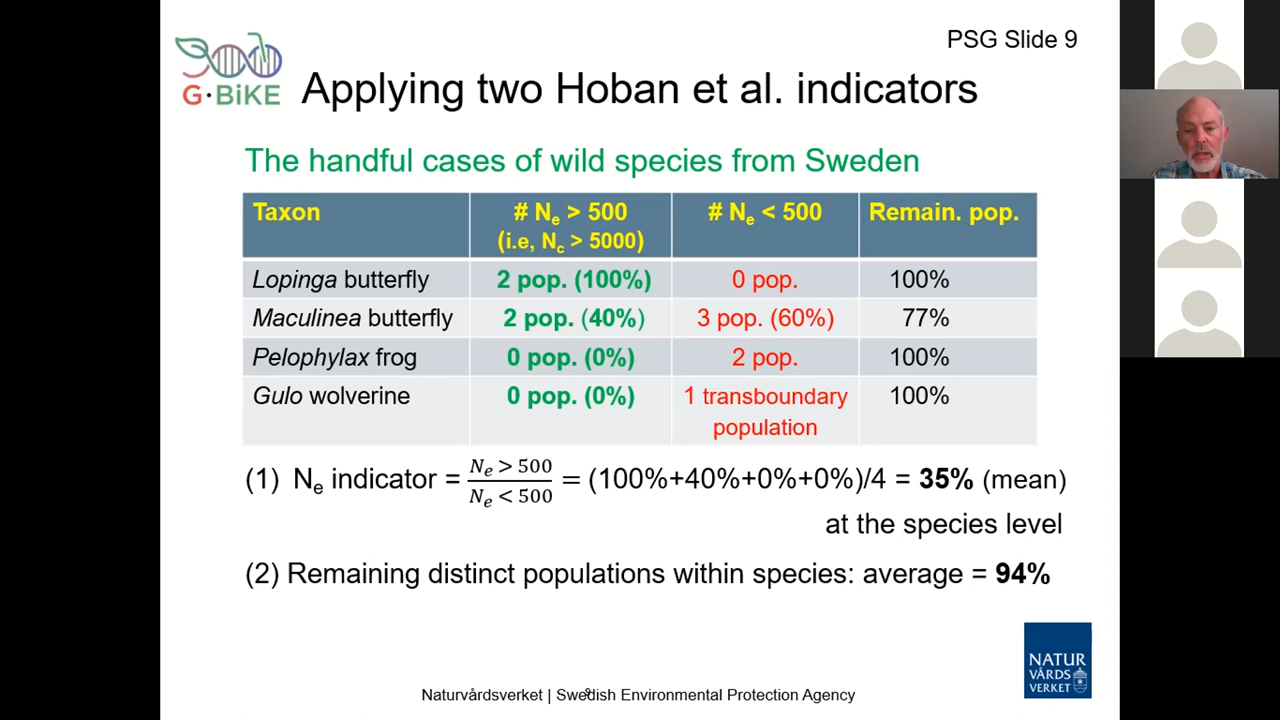 PSG Slide 9
G·BiKE
Applying two Hoban et al. indicators
The handful cases of wild species from Sweden
Taxon # Ne > 500 # Ne < 500 Remain. pop.
(i.e, Nc > 5000)
Lopinga butterfly 2 pop. (100%) 0 pop. 100%
Maculinea butterfly 2 pop. (40%) 3 pop. (60%) 77%
Pelophylax frog 0 pop. (0%) 2 pop. 100%
Gulo wolverine 0 pop. (0%) 1 transboundary 100%
population
(1) Ne indicator = Ne > 500 / Ne < 500 = (100%+40%+0%+0%)/4 = 35% (mean)
at the species level
(2) Remaining distinct populations within species: average = 94%
NATUR
VÅRDS
VERKET
Naturvårdsverket | Swedish Environmental Protection Agency